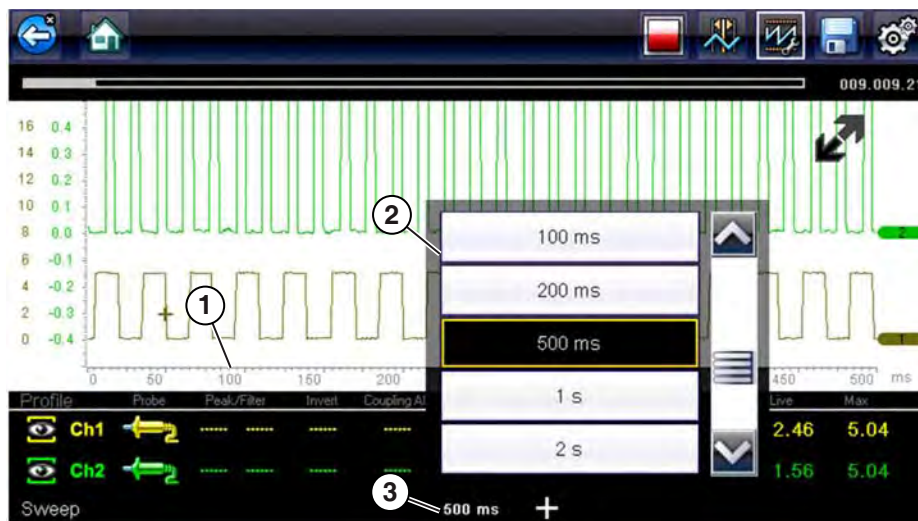 009.009.21
16 0.4
14 0.3
12 0.2
10 0.1
8 0.0
6 -0.1
4 -0.2
2 -0.3
0 -0.4
2
1
1
2
3
100 ms
200 ms
500 ms
1 s
2 s
0 50 100 150 200 450 500 ms
Profile Probe Peak/Filter Invert Coupling Live Max
Ch1 2.46 5.04
Ch2 1.56 5.04
Sweep 500 ms +